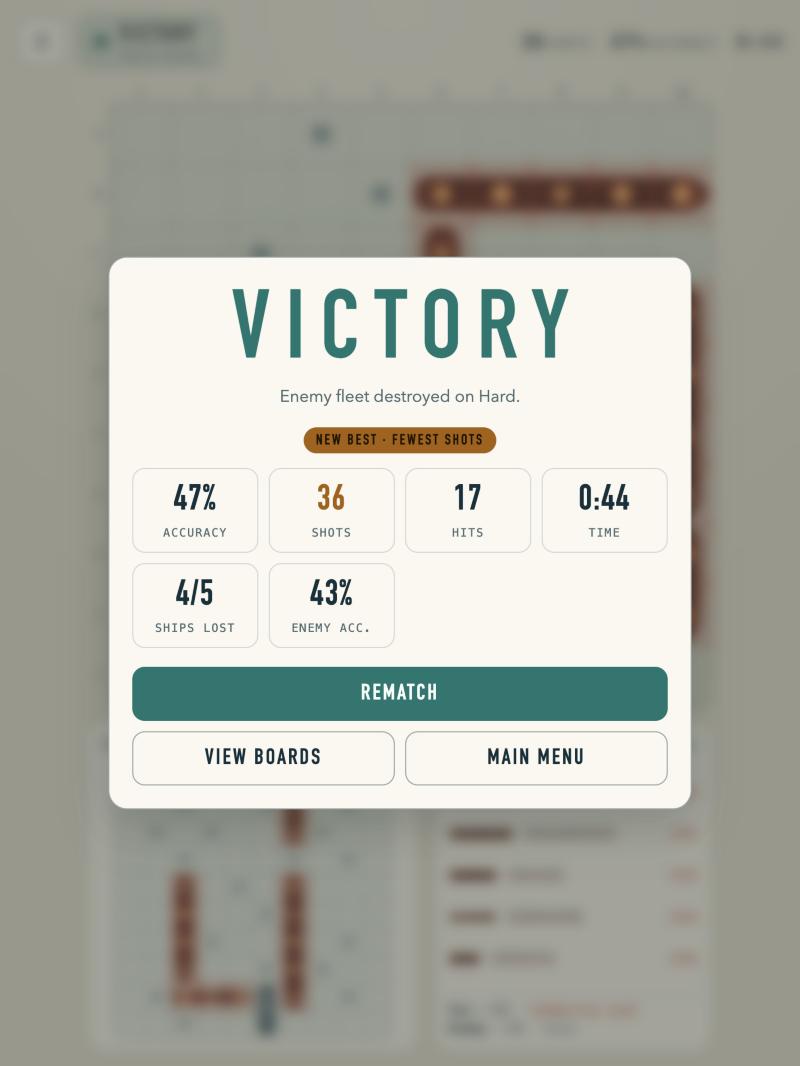 VICTORY
Enemy fleet destroyed on Hard.
NEW BEST · FEWEST SHOTS
47% 36 17 0:44
ACCURACY SHOTS HITS TIME
4/5 43%
SHIPS LOST ENEMY ACC.
REMATCH
VIEW BOARDS MAIN MENU